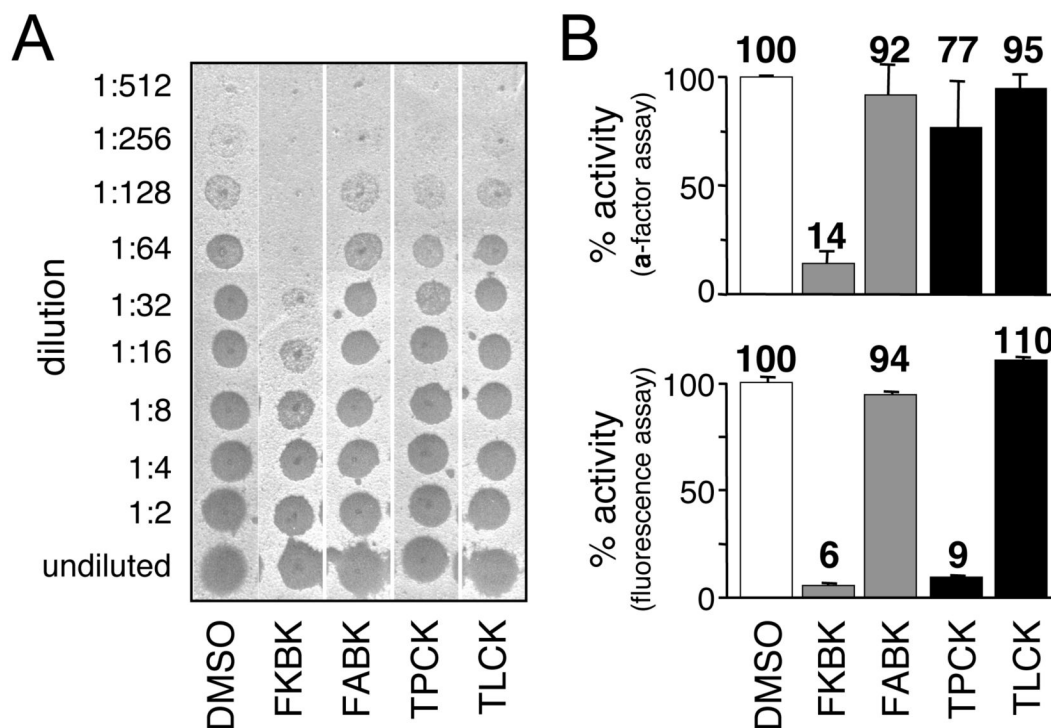 A
dilution
1:512
1:256
1:128
1:64
1:32
1:16
1:8
1:4
1:2
undiluted
DMSO
FKBK
FABK
TPCK
TLCK
B
% activity
(a-factor assay)
100
50
0
100
14
92
77
95
% activity
(fluorescence assay)
100
50
0
100
6
94
9
110
DMSO
FKBK
FABK
TPCK
TLCK